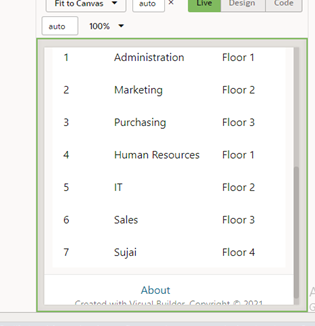 Fit to Canvas auto × Live Design Code
auto 100%
1 Administration Floor 1
2 Marketing Floor 2
3 Purchasing Floor 3
4 Human Resources Floor 1
5 IT Floor 2
6 Sales Floor 3
7 Sujai Floor 4
About
Created with Visual Builder. Copyright © 2021